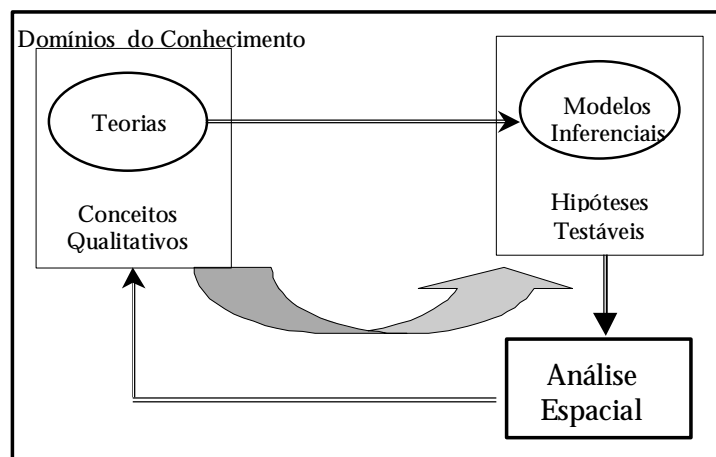 Domínios do Conhecimento
Teorias
Conceitos
Qualitativos
Modelos
Inferenciais
Hipóteses
Testáveis
Análise
Espacial